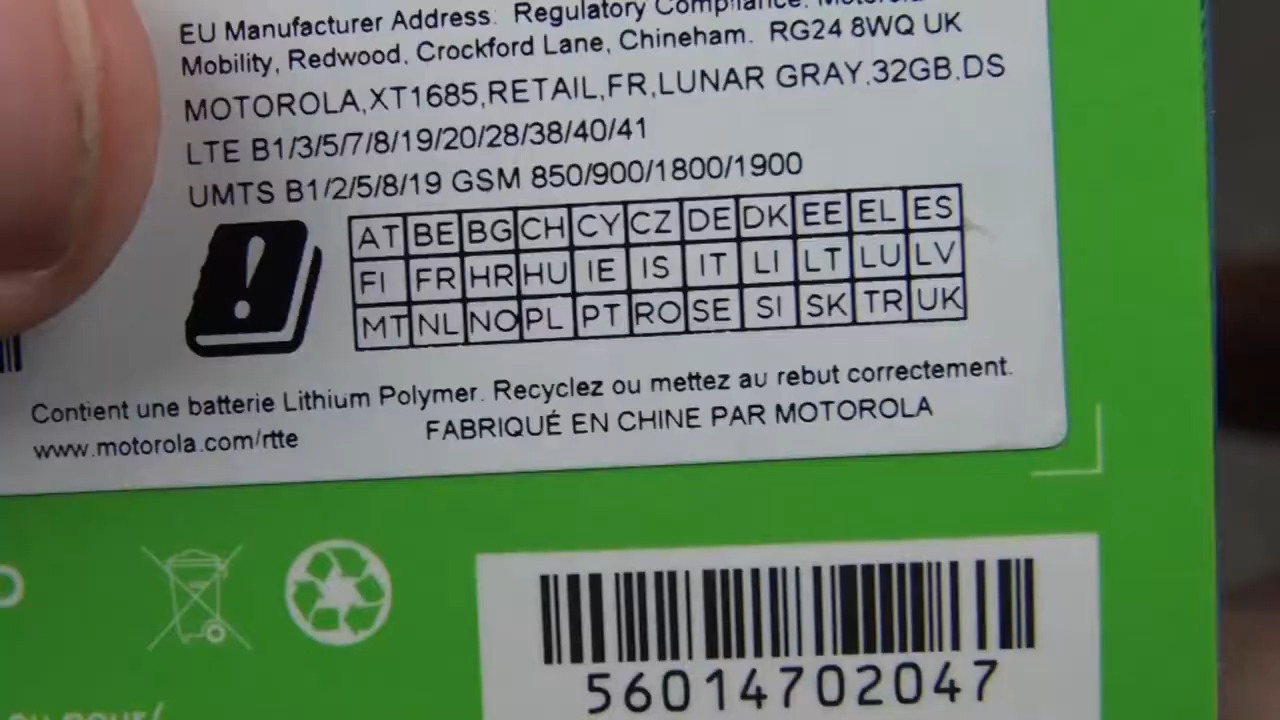 EU Manufacturer Address: Regulatory Compliance: Motorola
Mobility, Redwood, Crockford Lane, Chineham. RG24 8WQ UK
MOTOROLA,XT1685,RETAIL,FR,LUNAR GRAY,32GB,DS
LTE B1/3/5/7/8/19/20/28/38/40/41
UMTS B1/2/5/8/19 GSM 850/900/1800/1900
AT BE BG CH CY CZ DE DK EE EL ES
FI FR HR HU IE IS IT LI LT LU LV
MT NL NO PL PT RO SE SI SK TR UK
Contient une batterie Lithium Polymer. Recyclez ou mettez au rebut correctement.
www.motorola.com/rtte FABRIQUÉ EN CHINE PAR MOTOROLA
56014702047